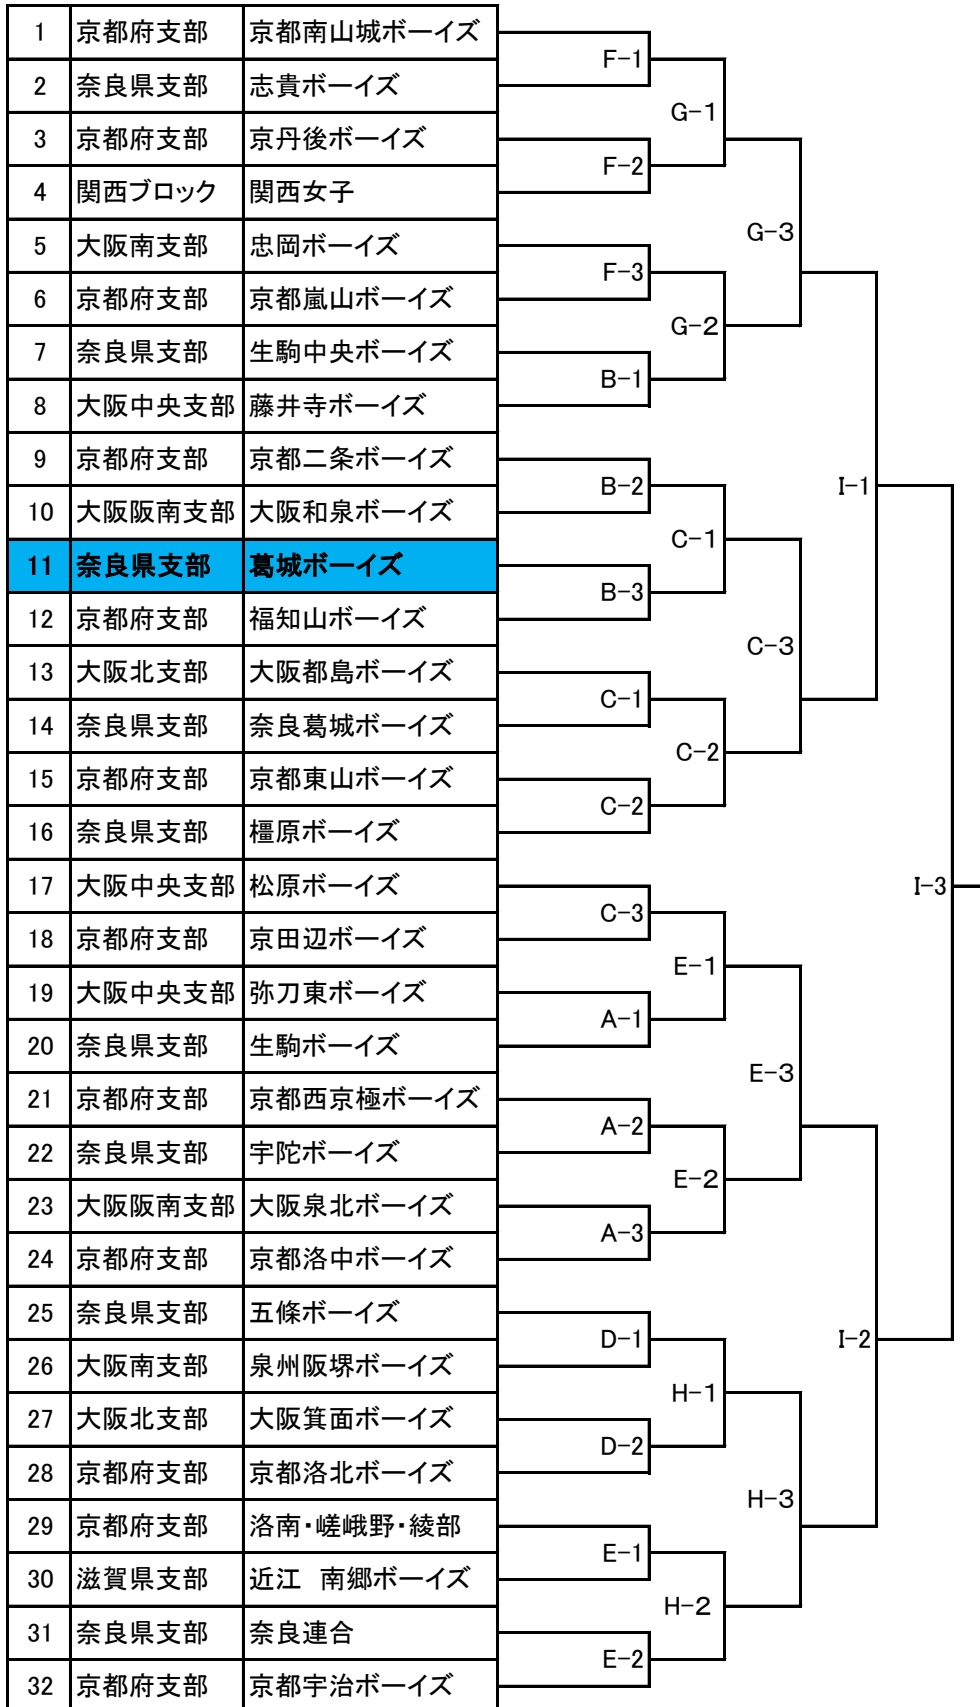 1 京都府支部 京都南山城ボーイズ
F-1
2 奈良県支部 志貴ボーイズ
G-1
3 京都府支部 京丹後ボーイズ
F-2
4 関西ブロック 関西女子
G-3
5 大阪南支部 忠岡ボーイズ
F-3
6 京都府支部 京都嵐山ボーイズ
G-2
7 奈良県支部 生駒中央ボーイズ
B-1
8 大阪中央支部 藤井寺ボーイズ
9 京都府支部 京都二条ボーイズ
B-2 I-1
10 大阪阪南支部 大阪和泉ボーイズ
C-1
11 奈良県支部 葛城ボーイズ
B-3
12 京都府支部 福知山ボーイズ
C-3
13 大阪北支部 大阪都島ボーイズ
C-1
14 奈良県支部 奈良葛城ボーイズ
C-2
15 京都府支部 京都東山ボーイズ
C-2
16 奈良県支部 橿原ボーイズ
17 大阪中央支部 松原ボーイズ I-3
C-3
18 京都府支部 京田辺ボーイズ
E-1
19 大阪中央支部 弥刀東ボーイズ
A-1
20 奈良県支部 生駒ボーイズ
E-3
21 京都府支部 京都西京極ボーイズ
A-2
22 奈良県支部 宇陀ボーイズ
E-2
23 大阪阪南支部 大阪泉北ボーイズ
A-3
24 京都府支部 京都洛中ボーイズ
25 奈良県支部 五條ボーイズ
D-1 I-2
26 大阪南支部 泉州阪堺ボーイズ
H-1
27 大阪北支部 大阪箕面ボーイズ
D-2
28 京都府支部 京都洛北ボーイズ
H-3
29 京都府支部 洛南・嵯峨野・綾部
E-1
30 滋賀県支部 近江 南郷ボーイズ
H-2
31 奈良県支部 奈良連合
E-2
32 京都府支部 京都宇治ボーイズ